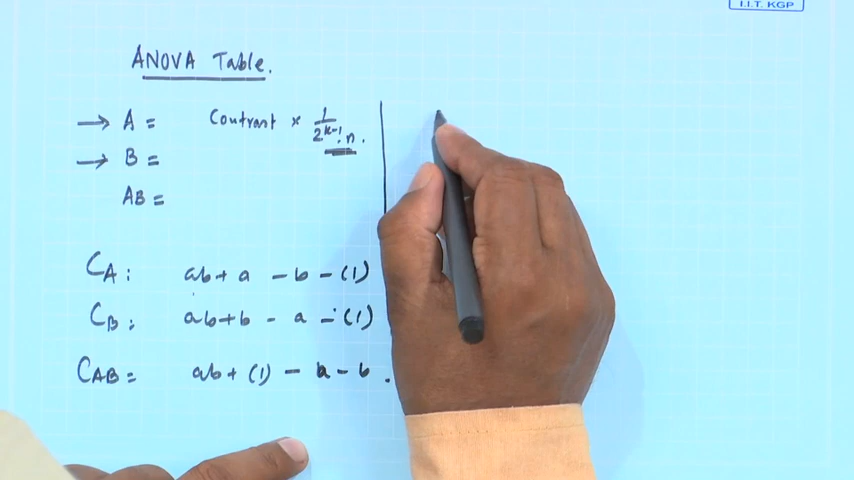 I.I.T. KGP
ANOVA Table.
→ A = Contrast × 1/2^{k-1}.n.
→ B =
AB =
C_A: ab + a - b - (1)
C_B: ab + b - a - (1)
C_AB = ab + (1) - a - b.